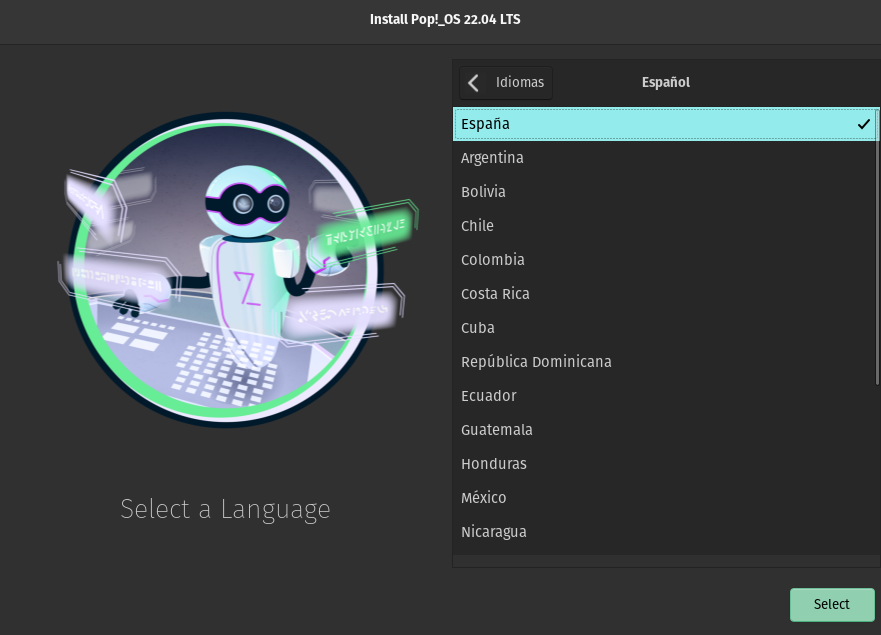 Install Pop!_OS 22.04 LTS
Idiomas
Español
España
Argentina
Bolivia
Chile
Colombia
Costa Rica
Cuba
República Dominicana
Ecuador
Guatemala
Honduras
México
Nicaragua
Select a Language
Select